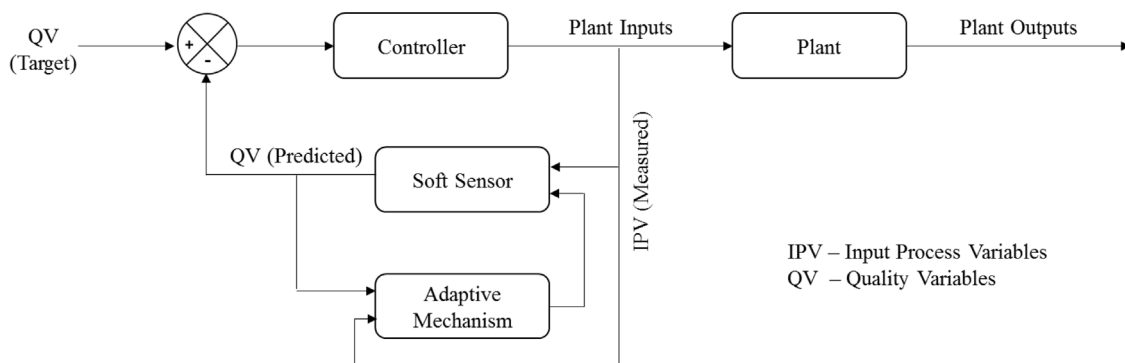 QV
(Target)
+
-
Controller
Plant Inputs
Plant
Plant Outputs
QV (Predicted)
Soft Sensor
IPV (Measured)
Adaptive
Mechanism
IPV – Input Process Variables
QV – Quality Variables